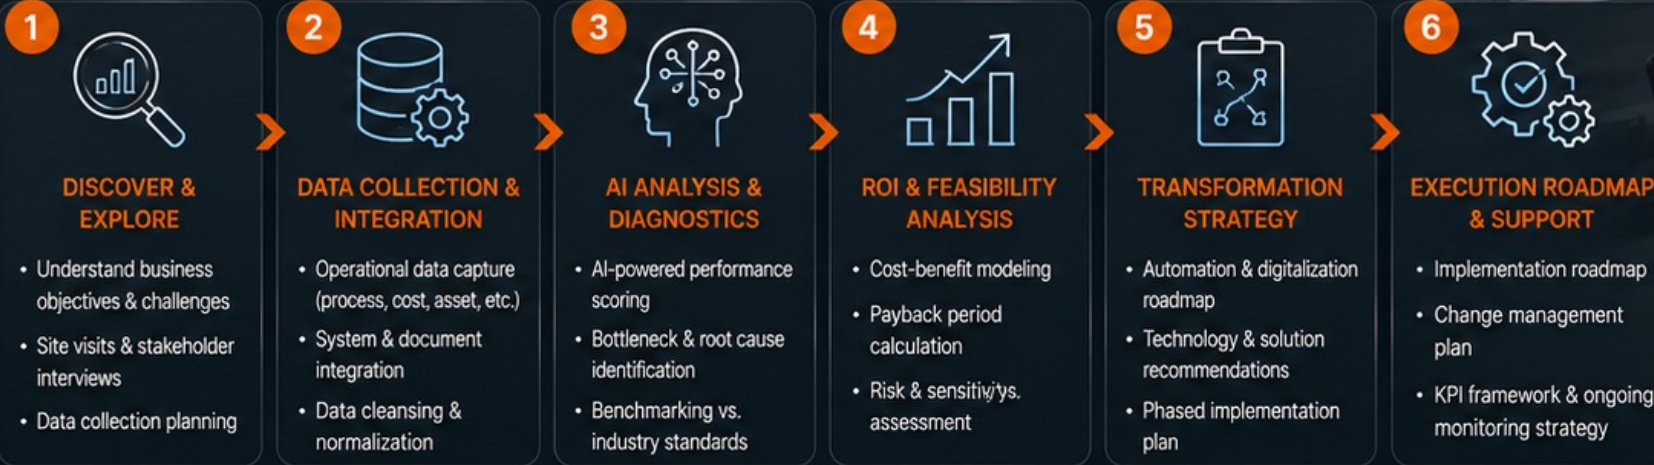 1
DISCOVER &
EXPLORE
• Understand business
objectives & challenges
• Site visits & stakeholder
interviews
• Data collection planning
2
DATA COLLECTION &
INTEGRATION
• Operational data capture
(process, cost, asset, etc.)
• System & document
integration
• Data cleansing &
normalization
3
AI ANALYSIS &
DIAGNOSTICS
• AI-powered performance
scoring
• Bottleneck & root cause
identification
• Benchmarking vs.
industry standards
4
ROI & FEASIBILITY
ANALYSIS
• Cost-benefit modeling
• Payback period
calculation
• Risk &
assessment
5
TRANSFORMATION
STRATEGY
• Automation & digitalization
roadmap
• Technology & solution
recommendations
• Phased implementation
plan
6
EXECUTION ROADMAP
& SUPPORT
• Implementation roadmap
• Change management
plan
• KPI framework & ongoing
monitoring strategy